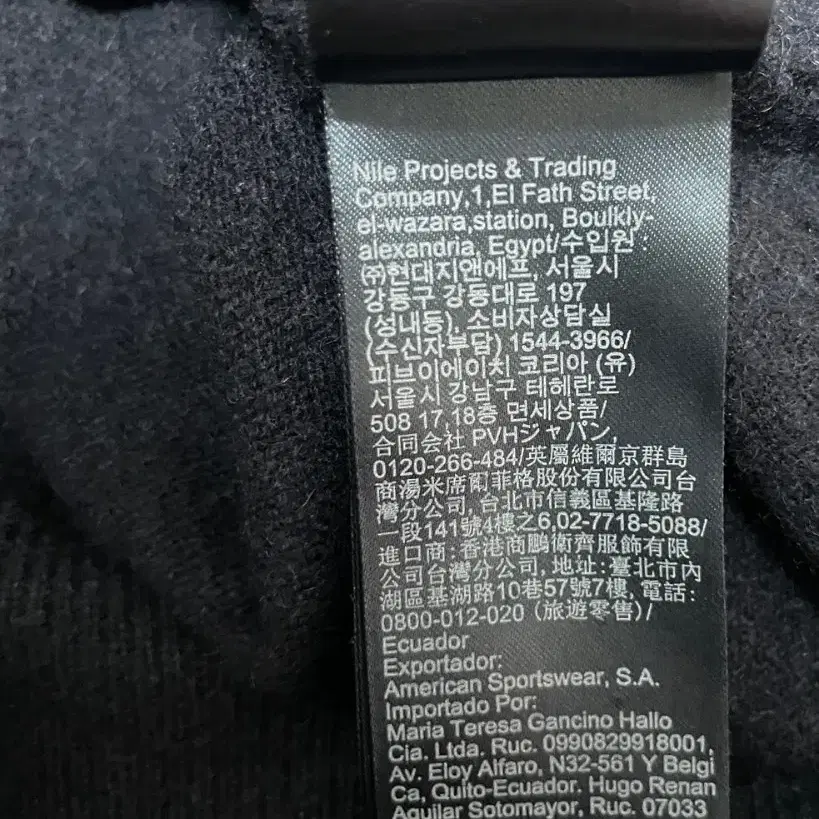 Nile Projects & Trading
Company,1,El Fath Street,
el-wazara,station, Boulkly-
alexandria, Egypt/수입원 :
㈜현대지앤에프, 서울시
강동구 강동대로 197
(성내동), 소비자상담실
(수신자부담) 1544-3966/
피브이에이치 코리아 (유)
서울시 강남구 테헤란로
508 17,18층 면세상품/
合同会社 PVHジャパン,
0120-266-484/英屬維爾京群島
商湯米席爾菲格股份有限公司台
灣分公司, 台北市信義區基隆路
一段141號4樓之6,02-7718-5088/
進口商:香港商鵬衛齊服飾有限
公司台灣分公司, 地址: 臺北市內
湖區基湖路10巷57號7樓, 電話:
0800-012-020 (旅遊零售)/
Ecuador
Exportador:
American Sportswear, S.A.
Importado Por:
Maria Teresa Gancino Hallo
Cia. Ltda. Ruc. 0990829918001,
Av. Eloy Alfaro, N32-561 Y Belgi
Ca, Quito-Ecuador. Hugo Renan
Aguilar Sotomayor, Ruc. 07033